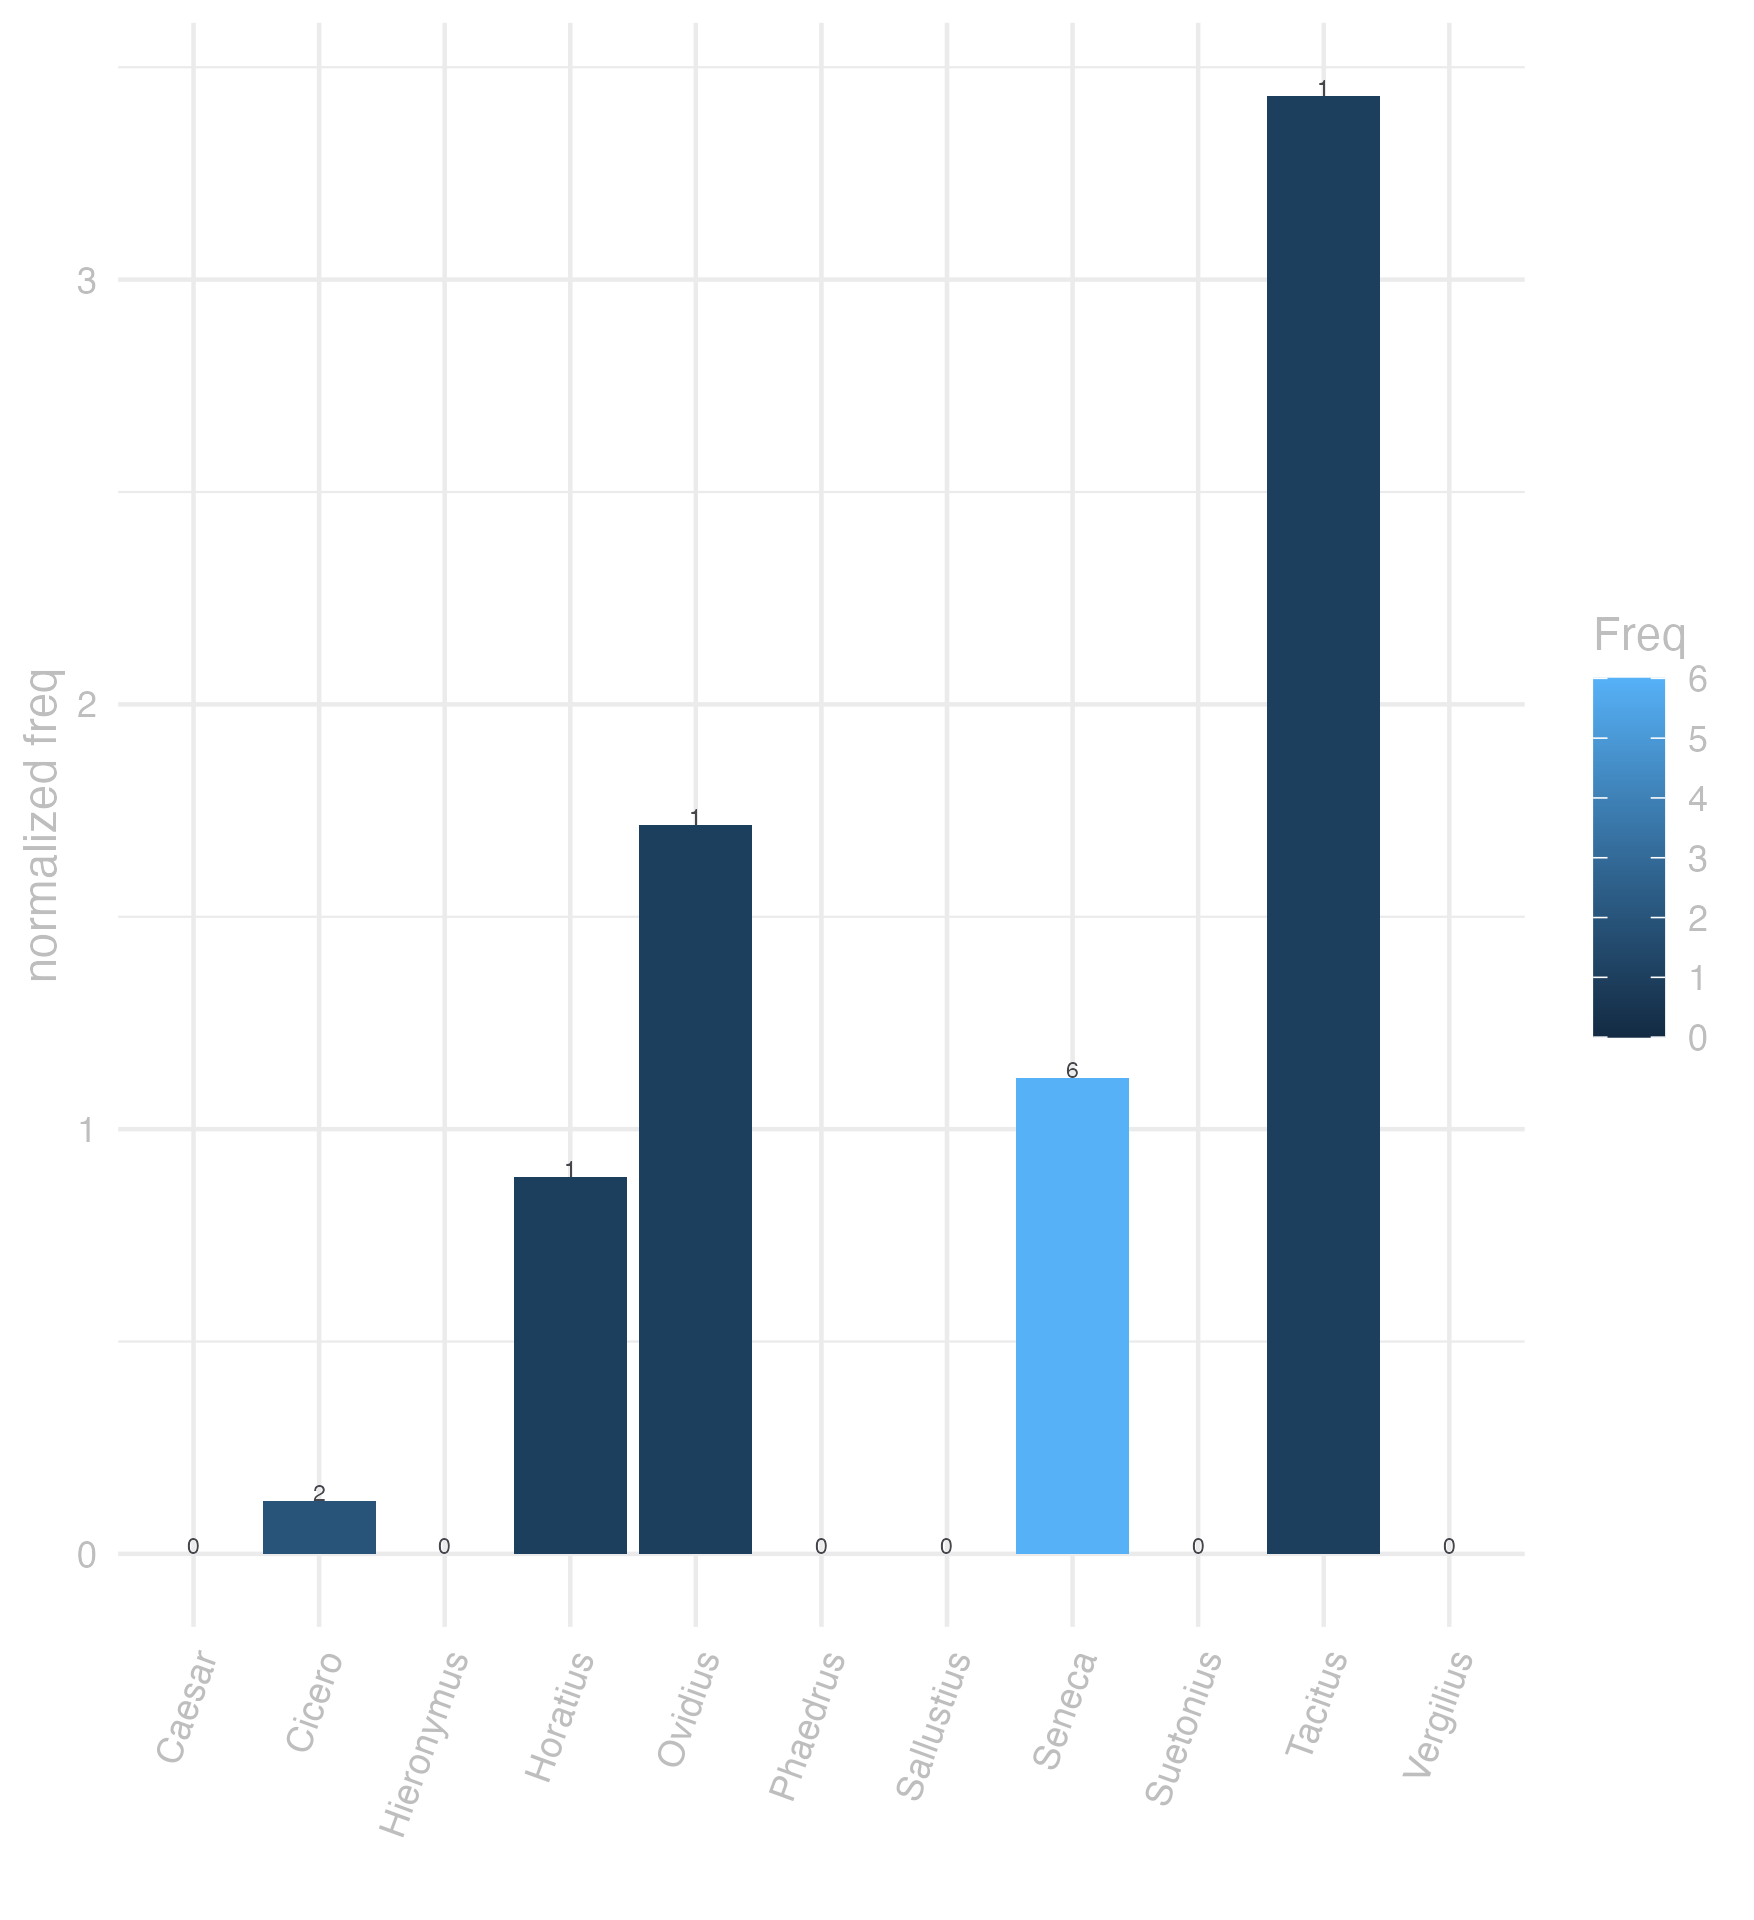 normalized freq
3
2
1
0
0
2
0
1
1
0
0
6
0
1
0
Caesar
Cicero
Hieronymus
Horatius
Ovidius
Phaedrus
Sallustius
Seneca
Suetonius
Tacitus
Vergilius
Freq
6
5
4
3
2
1
0